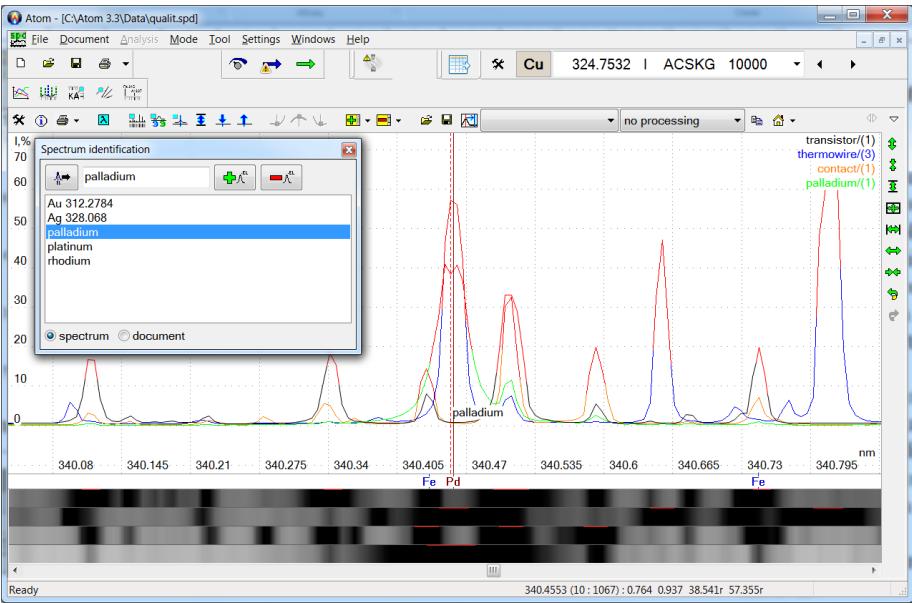 Atom - [C:\Atom 3.3\Data\qualit.spd]
File Document Analysis Mode Tool Settings Windows Help
Cu 324.7532 I ACSKG 10000
KA
no processing
Spectrum identification
palladium
Au 312.2784
Ag 328.068
palladium
platinum
rhodium
spectrum document
I,%
70
60
50
40
30
20
10
0
transistor/(1)
thermowire/(3)
contact/(1)
palladium/(1)
palladium
nm
340.08 340.145 340.21 340.275 340.34 340.405 340.47 340.535 340.6 340.665 340.73 340.795
Fe Pd Fe
Ready 340.4553 (10 : 1067) : 0.764 0.937 38.541r 57.355r